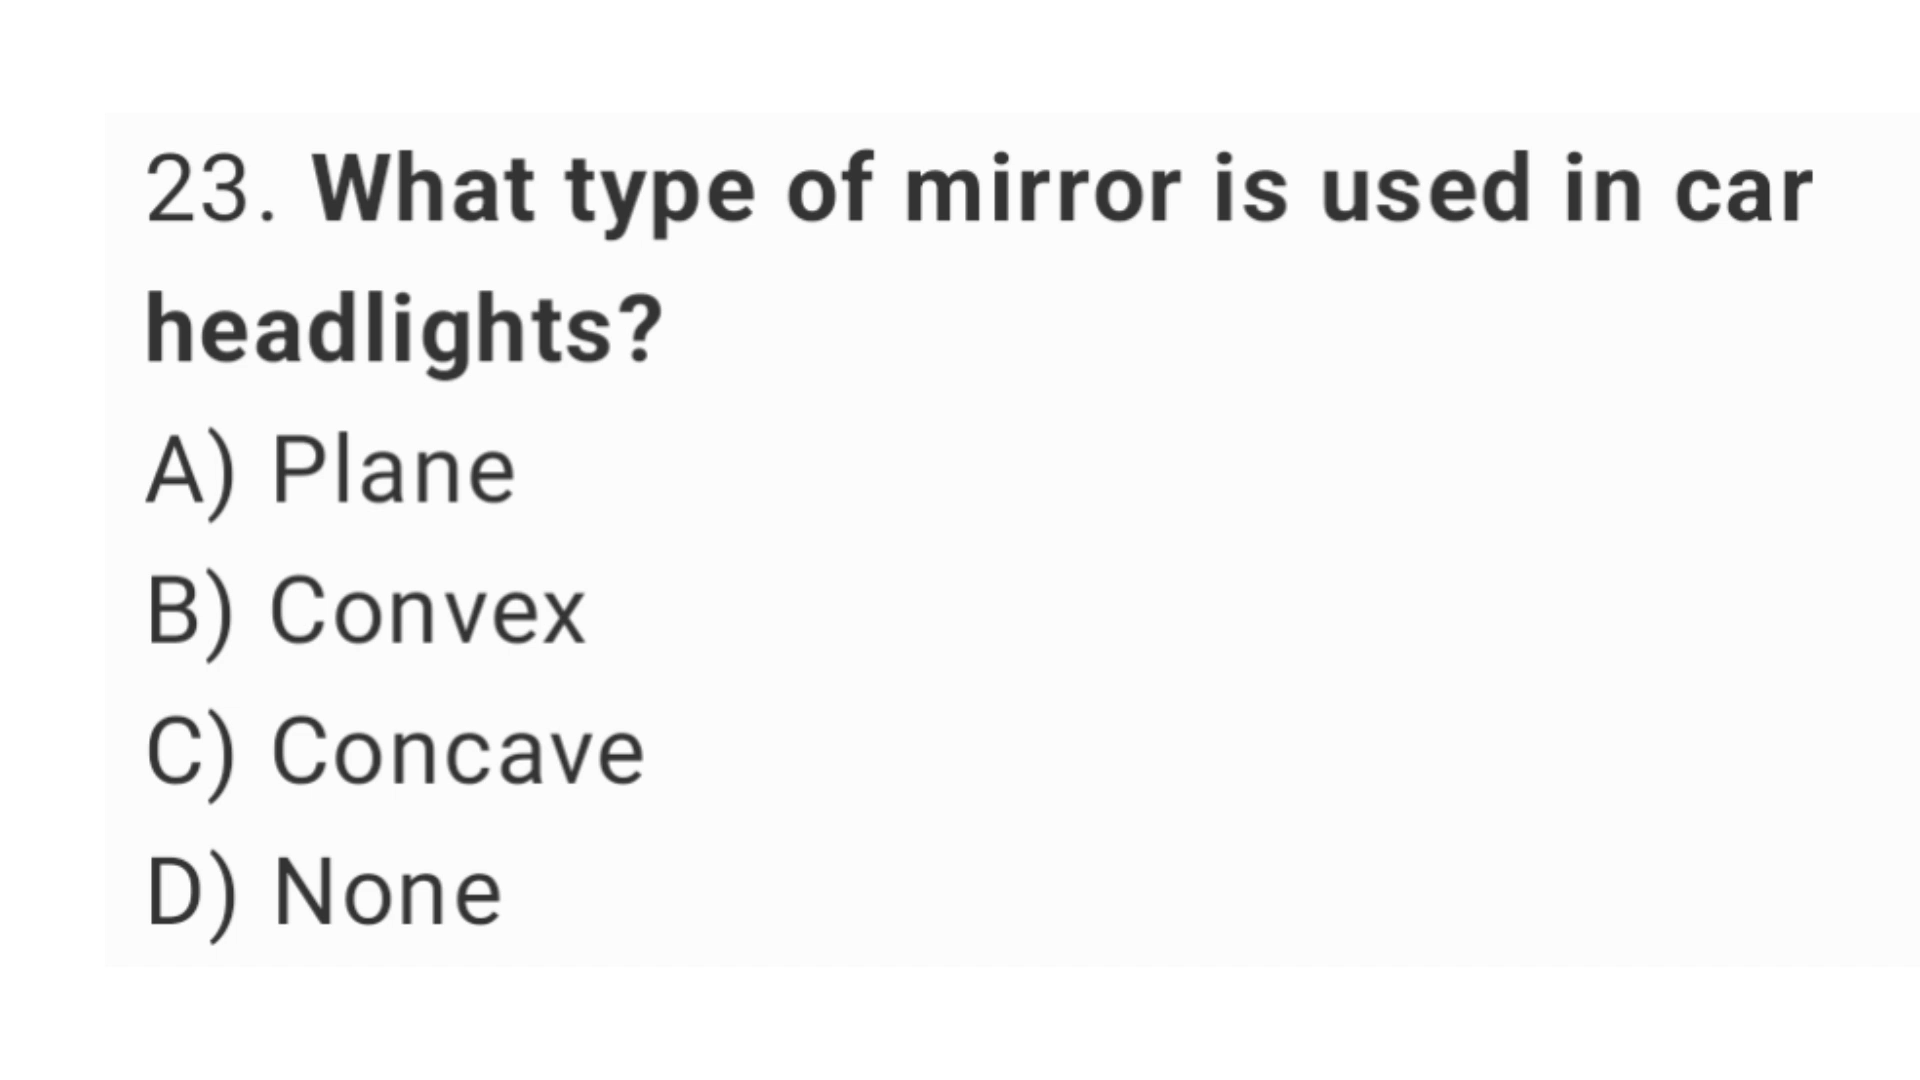 23. What type of mirror is used in car
headlights?
A) Plane
B) Convex
C) Concave
D) None